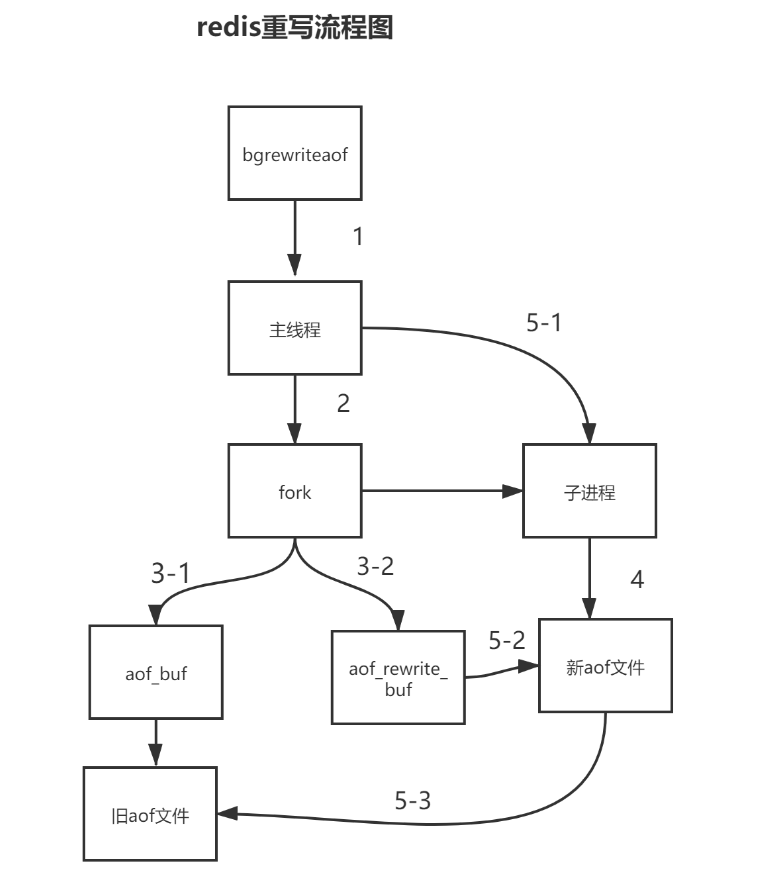 redis重写流程图
bgrewriteaof
1
主线程
5-1
2
fork
子进程
3-1
3-2
4
aof_buf
aof_rewrite_
buf
5-2
新aof文件
5-3
旧aof文件